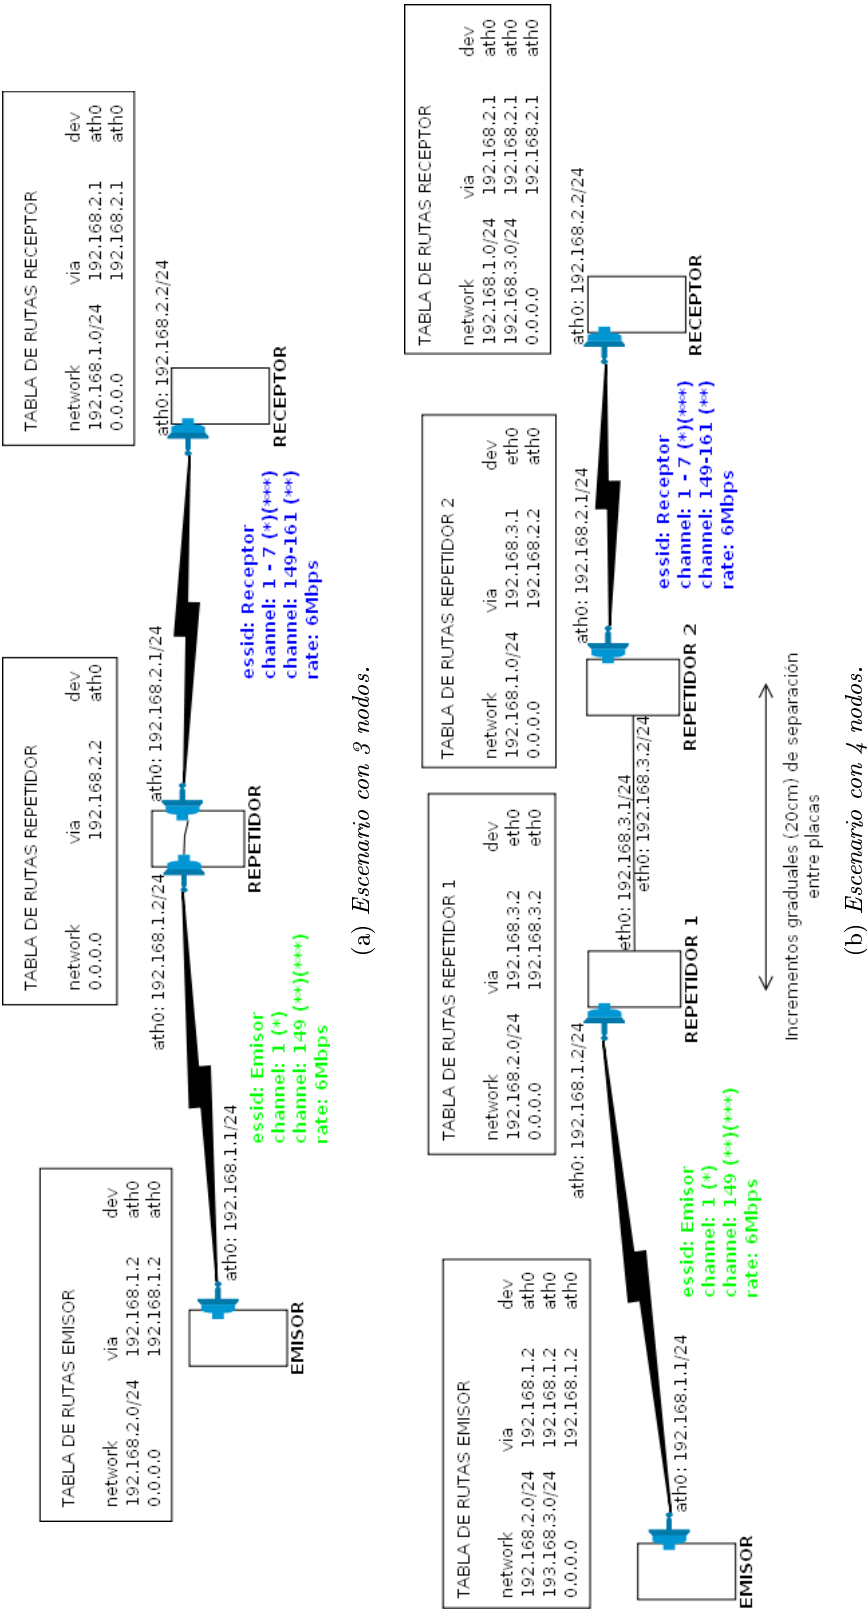 TABLA DE RUTAS EMISOR
network via dev
192.168.2.0/24 192.168.1.2 ath0
0.0.0.0 192.168.1.2 ath0
TABLA DE RUTAS REPETIDOR
network via dev
0.0.0.0 192.168.2.2 ath0
TABLA DE RUTAS RECEPTOR
network via dev
192.168.1.0/24 192.168.2.1 ath0
0.0.0.0 192.168.2.1 ath0
ath0: 192.168.1.1/24
EMISOR
essid: Emisor
channel: 1 (*)
channel: 149 (**)(***)
rate: 6Mbps
ath0: 192.168.1.2/24
ath0: 192.168.2.1/24
REPETIDOR
essid: Receptor
channel: 1 - 7 (*)(***)
channel: 149-161 (**)
rate: 6Mbps
ath0: 192.168.2.2/24
RECEPTOR
(a) Escenario con 3 nodos.
TABLA DE RUTAS EMISOR
network via dev
192.168.2.0/24 192.168.1.2 ath0
193.168.3.0/24 192.168.1.2 ath0
0.0.0.0 192.168.1.2 ath0
TABLA DE RUTAS REPETIDOR 1
network via dev
192.168.2.0/24 192.168.3.2 eth0
0.0.0.0 192.168.3.2 eth0
TABLA DE RUTAS REPETIDOR 2
network via dev
192.168.1.0/24 192.168.3.1 eth0
0.0.0.0 192.168.2.2 ath0
TABLA DE RUTAS RECEPTOR
network via dev
192.168.1.0/24 192.168.2.1 ath0
192.168.3.0/24 192.168.2.1 ath0
0.0.0.0 192.168.2.1 ath0
ath0: 192.168.1.1/24
EMISOR
essid: Emisor
channel: 1 (*)
channel: 149 (**)(***)
rate: 6Mbps
ath0: 192.168.1.2/24
REPETIDOR 1
eth0: 192.168.3.1/24
eth0: 192.168.3.2/24
ath0: 192.168.2.1/24
REPETIDOR 2
essid: Receptor
channel: 1 - 7 (*)(***)
channel: 149-161 (**)
rate: 6Mbps
ath0: 192.168.2.2/24
RECEPTOR
Incrementos graduales (20cm) de separación
entre placas
(b) Escenario con 4 nodos.